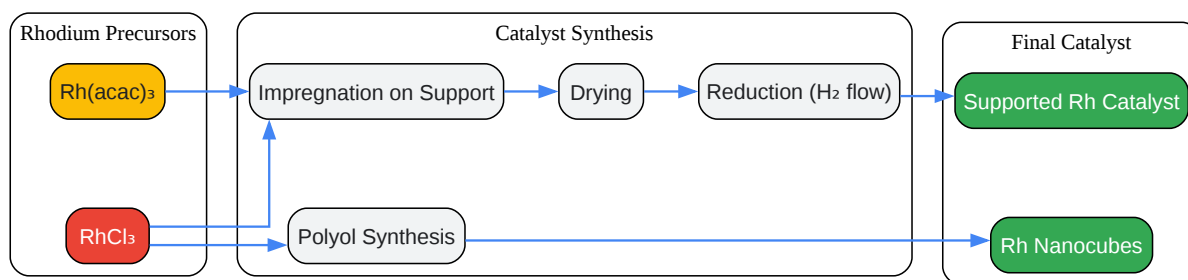 Rhodium Precursors
Catalyst Synthesis
Final Catalyst
Rh(acac)₃
Impregnation on Support
Drying
Reduction (H₂ flow)
Supported Rh Catalyst
RhCl₃
Polyol Synthesis
Rh Nanocubes